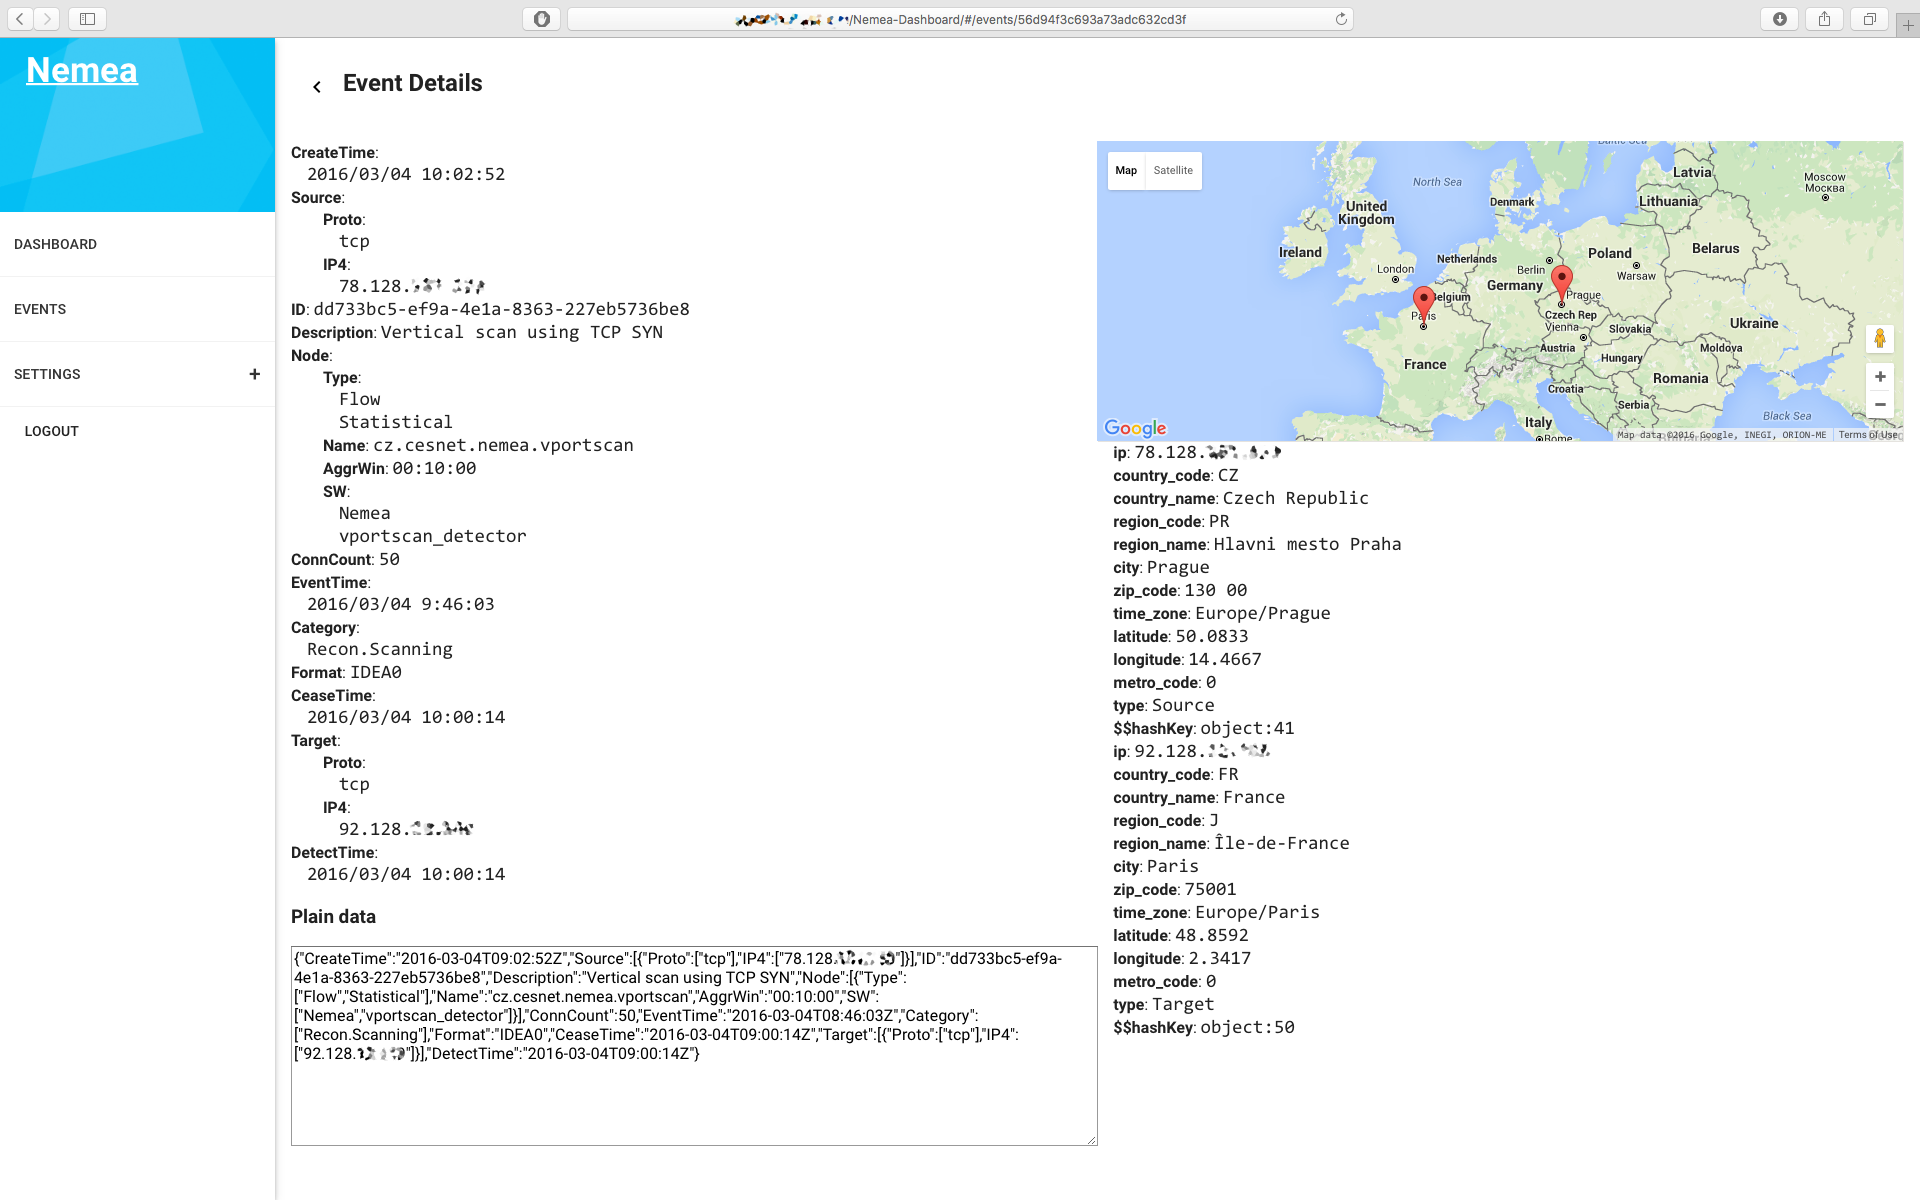 /Nemea-Dashboard/#/events/56d94f3c693a73adc632cd3f
Nemea
DASHBOARD
EVENTS
SETTINGS +
LOGOUT
Event Details
CreateTime:
2016/03/04 10:02:52
Source:
Proto:
tcp
IP4:
78.128.
ID: dd733bc5-ef9a-4e1a-8363-227eb5736be8
Description: Vertical scan using TCP SYN
Node:
Type:
Flow
Statistical
Name: cz.cesnet.nemea.vportscan
AggrWin: 00:10:00
SW:
Nemea
vportscan_detector
ConnCount: 50
EventTime:
2016/03/04 9:46:03
Category:
Recon.Scanning
Format: IDEA0
CeaseTime:
2016/03/04 10:00:14
Target:
Proto:
tcp
IP4:
92.128.
DetectTime:
2016/03/04 10:00:14
Plain data
{"CreateTime":"2016-03-04T09:02:52Z","Source":[{"Proto":["tcp"],"IP4":["78.128. "]}],"ID":"dd733bc5-ef9a-
4e1a-8363-227eb5736be8","Description":"Vertical scan using TCP SYN","Node":[{"Type":
["Flow","Statistical"],"Name":"cz.cesnet.nemea.vportscan","AggrWin":"00:10:00","SW":
["Nemea","vportscan_detector"]}],"ConnCount":50,"EventTime":"2016-03-04T08:46:03Z","Category":
["Recon.Scanning"],"Format":"IDEA0","CeaseTime":"2016-03-04T09:00:14Z","Target":[{"Proto":["tcp"],"IP4":
["92.128. "]}],"DetectTime":"2016-03-04T09:00:14Z"}
Map Satellite
Baltic Sea
North Sea
Latvia
Moscow
Москва
Lithuania
Denmark
United
Kingdom
Ireland
Belarus
Poland
Netherlands
Berlin
Warsaw
London
Germany
Belgium
Prague
Paris
Czech Rep
Vienna
Slovakia
Ukraine
Austria
Hungary
Moldova
France
Romania
Croatia
Serbia
Black Sea
Italy
Rome
Google
Map data ©2016 Google, INEGI, ORION-ME Terms of Use
ip: 78.128.
country_code: CZ
country_name: Czech Republic
region_code: PR
region_name: Hlavni mesto Praha
city: Prague
zip_code: 130 00
time_zone: Europe/Prague
latitude: 50.0833
longitude: 14.4667
metro_code: 0
type: Source
$$hashKey: object:41
ip: 92.128.
country_code: FR
country_name: France
region_code: J
region_name: Île-de-France
city: Paris
zip_code: 75001
time_zone: Europe/Paris
latitude: 48.8592
longitude: 2.3417
metro_code: 0
type: Target
$$hashKey: object:50